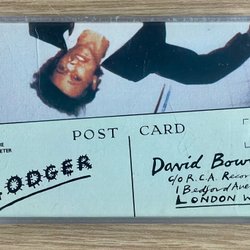 POST CARD
LODGER
David Bow
C/O R.C.A. Recor
1 Bedford Ave
LONDON W